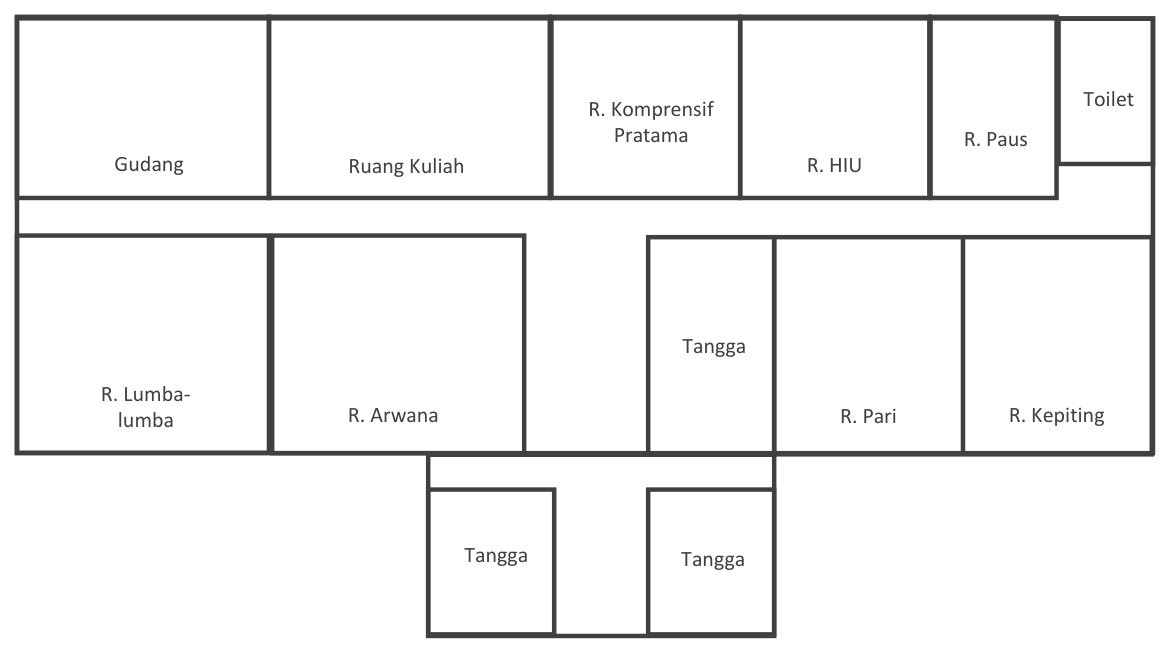 Gudang
Ruang Kuliah
R. Komprensif
Pratama
R. HIU
R. Paus
Toilet
R. Lumba-
lumba
R. Arwana
Tangga
R. Pari
R. Kepiting
Tangga
Tangga